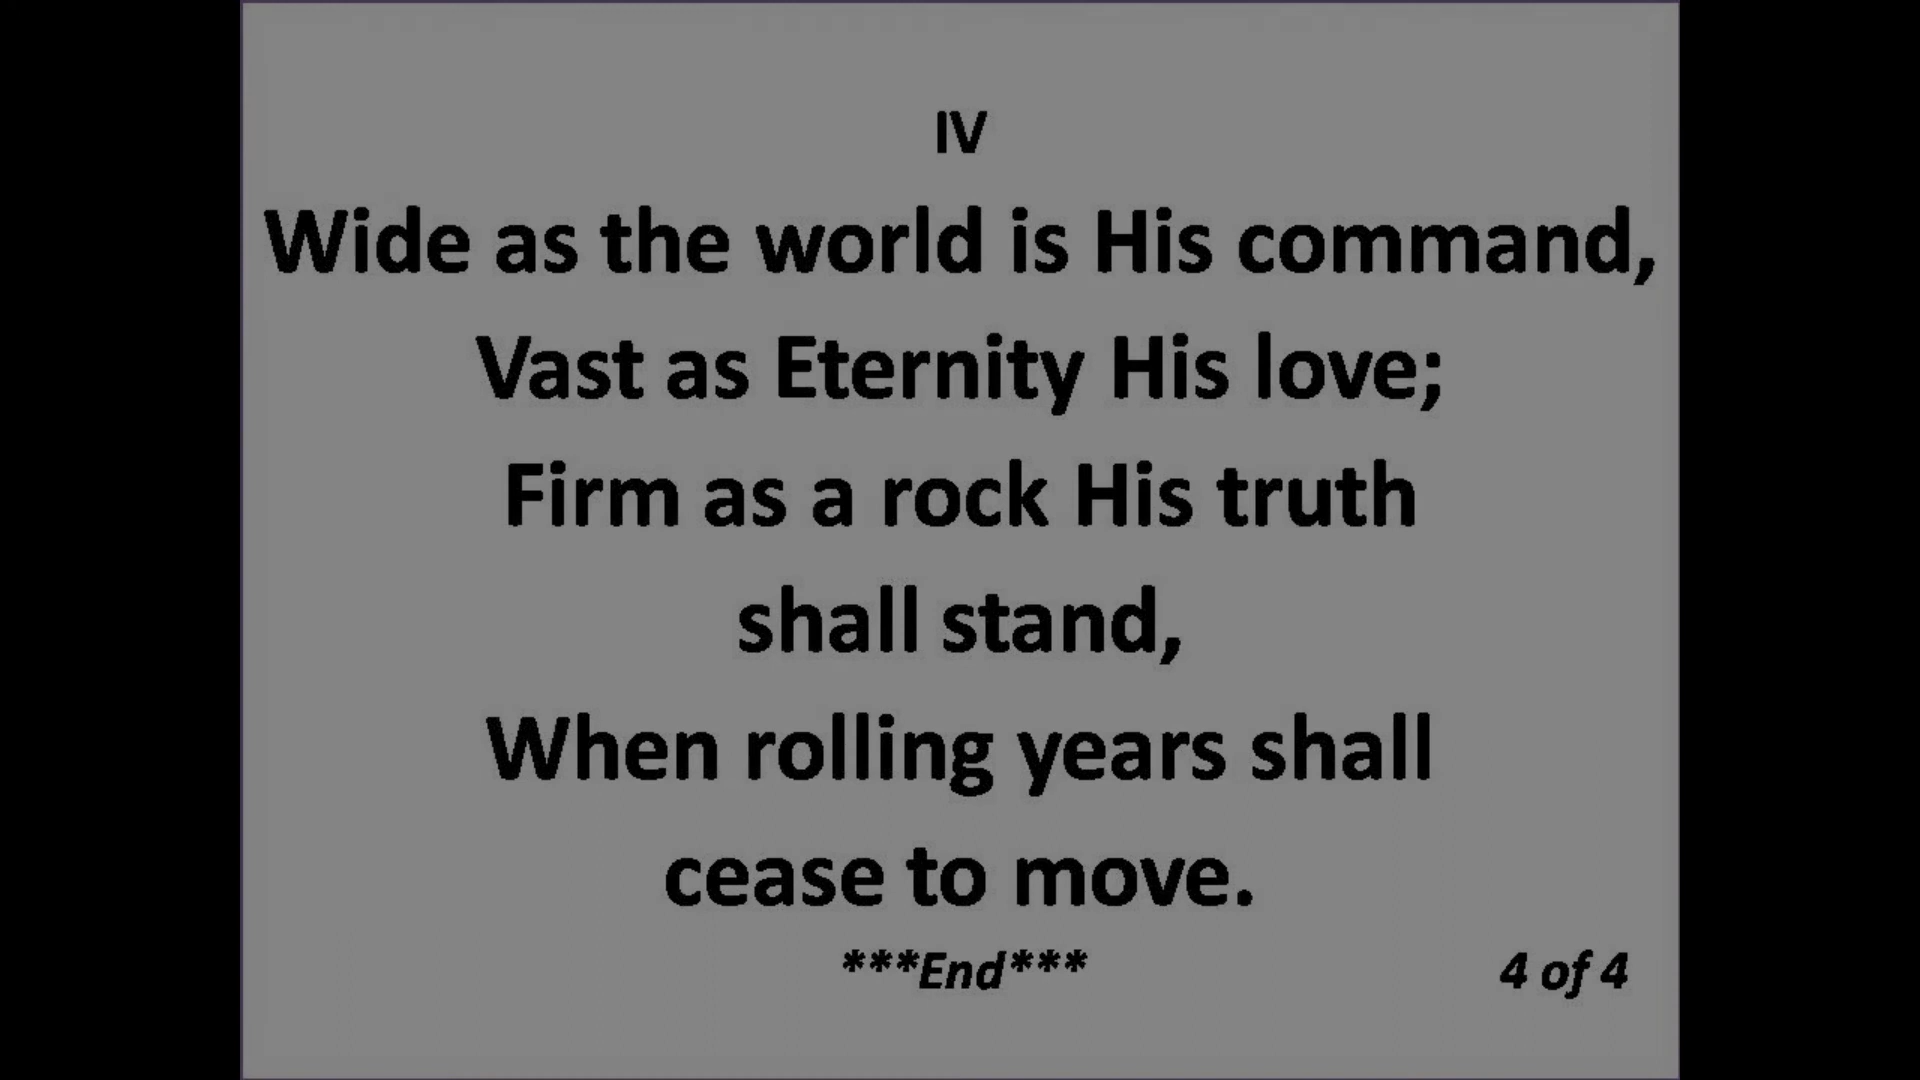 IV
Wide as the world is His command,
Vast as Eternity His love;
Firm as a rock His truth
shall stand,
When rolling years shall
cease to move.
***End***
4 of 4